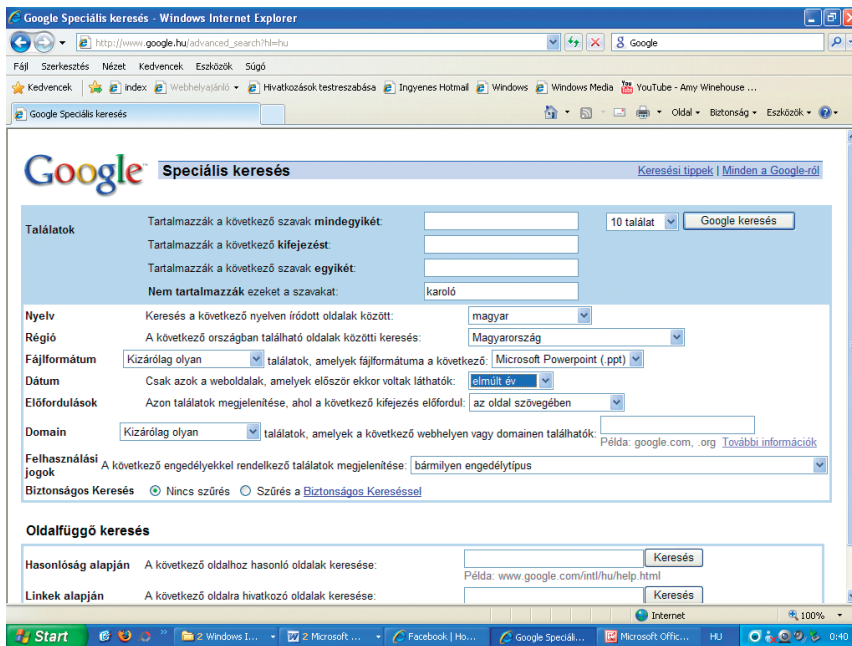 Google Speciális keresés - Windows Internet Explorer
http://www.google.hu/advanced_search?hl=hu
Google
Fájl Szerkesztés Nézet Kedvencek Eszközök Súgó
Kedvencek index Webhelyajánló Hivatkozások testreszabása Ingyenes Hotmail Windows Windows Media YouTube - Amy Winehouse ...
Google Speciális keresés Oldal Biztonság Eszközök
Google™ Speciális keresés Keresési tippek | Minden a Google-ról
Találatok Tartalmazzák a következő szavak mindegyikét: 10 találat Google keresés
Tartalmazzák a következő kifejezést:
Tartalmazzák a következő szavak egyikét:
Nem tartalmazzák ezeket a szavakat: karoló
Nyelv Keresés a következő nyelven íródott oldalak között: magyar
Régió A következő országban található oldalak közötti keresés: Magyarország
Fájlformátum Kizárólag olyan találatok, amelyek fájlformátuma a következő: Microsoft Powerpoint (.ppt)
Dátum Csak azok a weboldalak, amelyek először ekkor voltak láthatók: elmúlt év
Előfordulások Azon találatok megjelenítése, ahol a következő kifejezés előfordul: az oldal szövegében
Domain Kizárólag olyan találatok, amelyek a következő webhelyen vagy domainen találhatók:
Példa: google.com, .org További információk
Felhasználási jogok A következő engedélyekkel rendelkező találatok megjelenítése: bármilyen engedélytípus
Biztonságos Keresés Nincs szűrés Szűrés a Biztonságos Kereséssel
Oldalfüggő keresés
Hasonlóság alapján A következő oldalhoz hasonló oldalak keresése: Keresés
Példa: www.google.com/intl/hu/help.html
Linkek alapján A következő oldalra hivatkozó oldalak keresése: Keresés
Internet 100%
Start 2 Windows I... 2 Microsoft ... Facebook | Ho... Google Speciáli... Microsoft Offic... HU 0:40